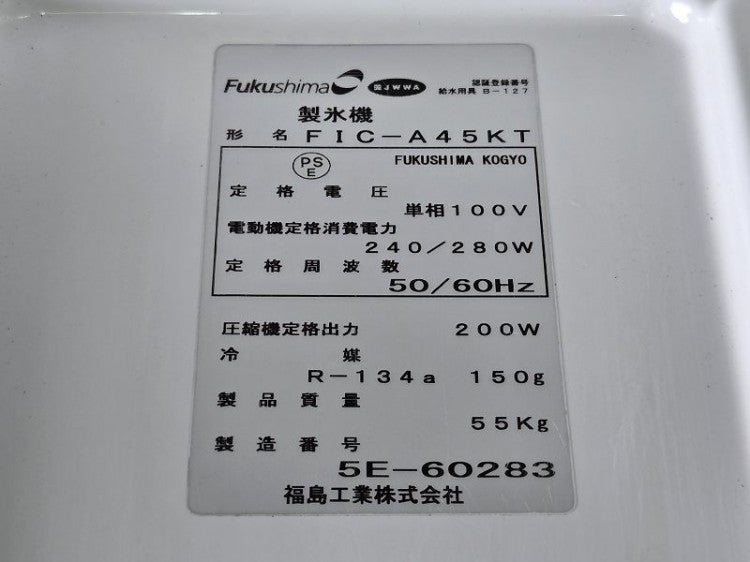 Fukushima JWWA 認証登録番号
給水用具 B-127
製氷機
形名 FIC-A45KT
PS E FUKUSHIMA KOGYO
定格電圧
単相100V
電動機定格消費電力
240/280W
定格周波数
50/60Hz
圧縮機定格出力 200W
冷媒
R-134a 150g
製品質量
55Kg
製造番号
5E-60283
福島工業株式会社